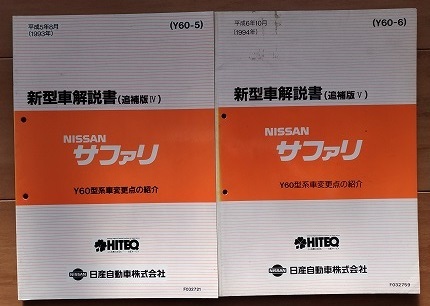 平成5年8月
(1993年)
(Y60-5)
新型車解説書(追補版Ⅳ)
NISSAN
サファリ
Y60型系車変更点の紹介
HITEQ
NISSAN 日産自動車株式会社
F032721
平成6年10月
(1994年)
(Y60-6)
新型車解説書(追補版Ⅴ)
NISSAN
サファリ
Y60型系車変更点の紹介
HITEQ
NISSAN 日産自動車株式会社
F032759